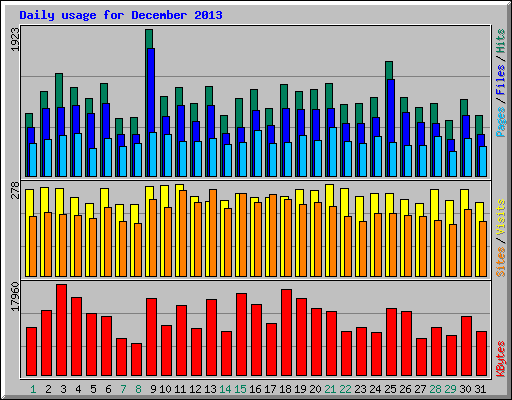 Daily usage for December 2013
1923
Pages / Files / Hits
278
Sites / Visits
17960
KBytes
1 2 3 4 5 6 7 8 9 10 11 12 13 14 15 16 17 18 19 20 21 22 23 24 25 26 27 28 29 30 31